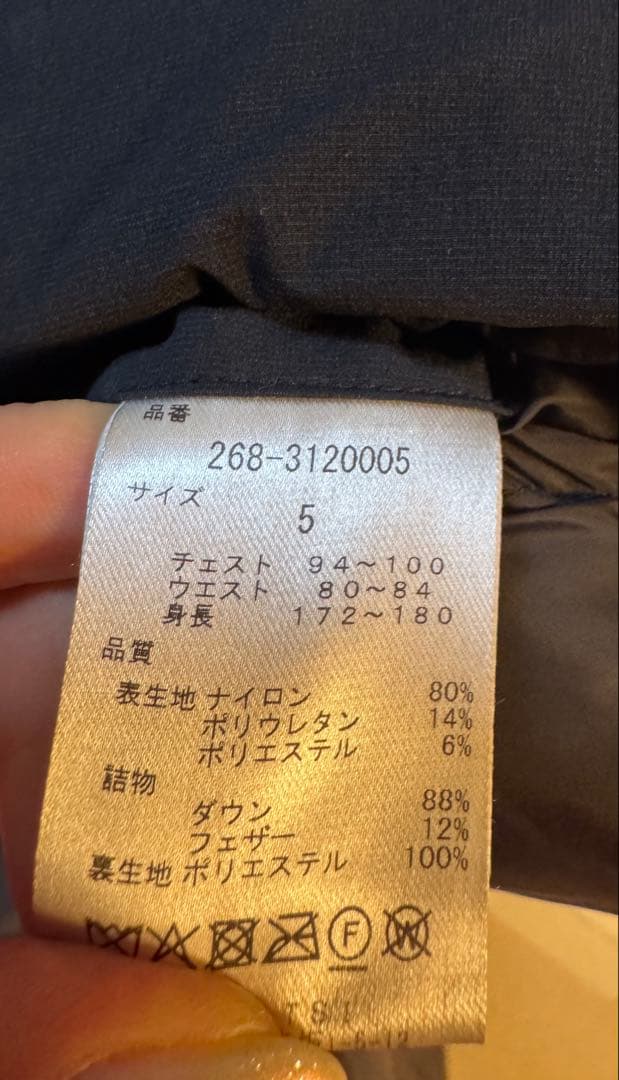 品番
268-3120005
サイズ
5
チェスト 94~100
ウエスト 80~84
身長 172~180
品質
表生地 ナイロン 80%
ポリウレタン 14%
ポリエステル 6%
詰物
ダウン 88%
フェザー 12%
裏生地 ポリエステル 100%
F W
TSI